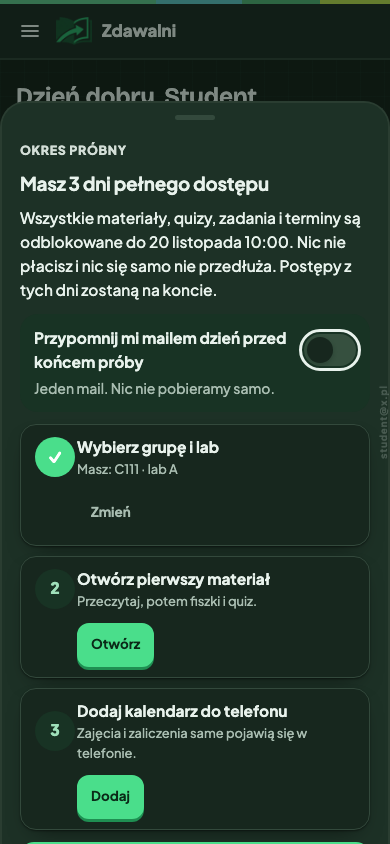 Zdawalni
Dzień dobry, Student
OKRES PRÓBNY
Masz 3 dni pełnego dostępu
Wszystkie materiały, quizy, zadania i terminy są
odblokowane do 20 listopada 10:00. Nic nie
płacisz i nic się samo nie przedłuża. Postępy z
tych dni zostaną na koncie.
Przypomnij mi mailem dzień przed
końcem próby
Jeden mail. Nic nie pobieramy samo.
Wybierz grupę i lab
Masz: C111 · lab A
Zmień
2
Otwórz pierwszy materiał
Przeczytaj, potem fiszki i quiz.
Otwórz
3
Dodaj kalendarz do telefonu
Zajęcia i zaliczenia same pojawią się w
telefonie.
Dodaj
student@x.pl